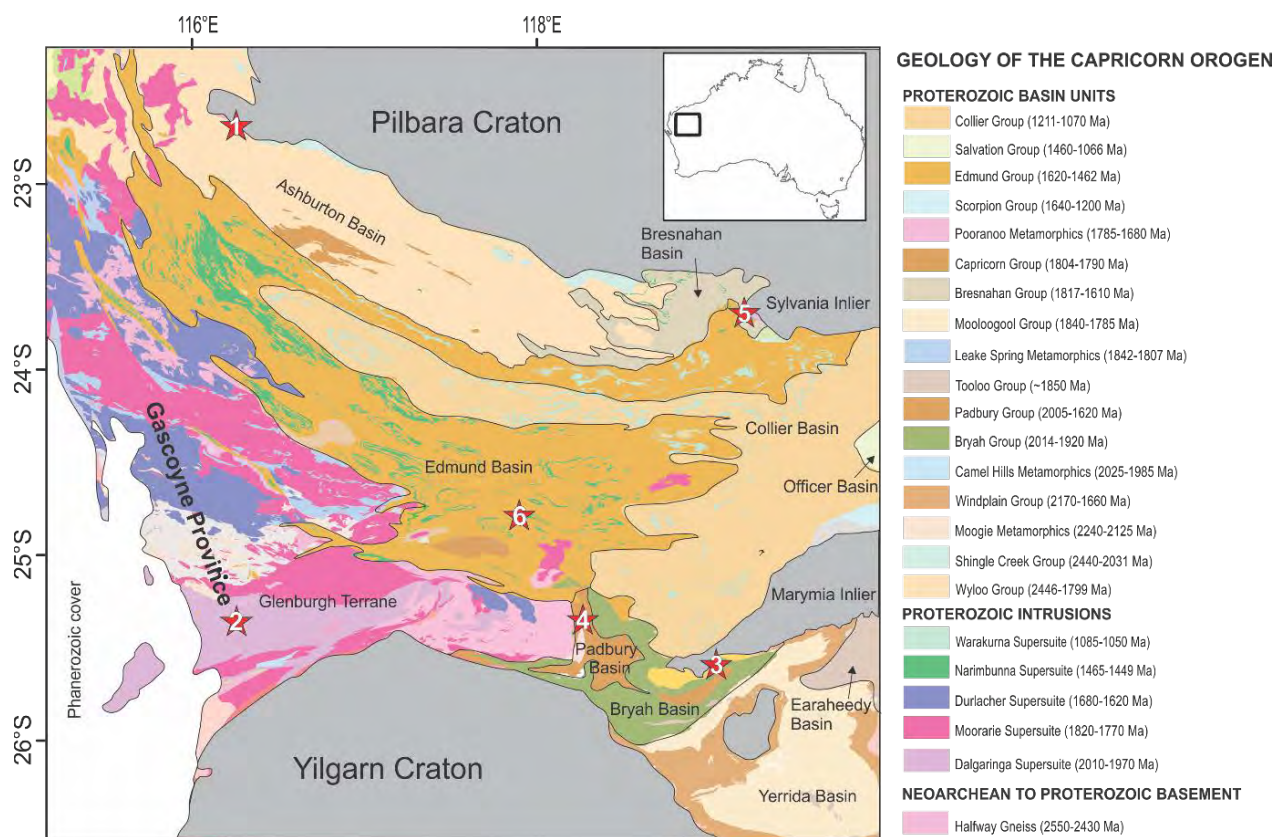 116°E
118°E
23°S
24°S
25°S
26°S
Pilbara Craton
1
Ashburton Basin
Bresnahan
Basin
Sylvania Inlier
5
Gascoyne Province
Collier Basin
Edmund Basin
Officer Basin
6
Marymia Inlier
Glenburgh Terrane
2
4
Padbury
Basin
3
Phanerozoic cover
Bryah Basin
Earaheedy
Basin
Yilgarn Craton
Yerrida Basin
GEOLOGY OF THE CAPRICORN OROGEN
PROTEROZOIC BASIN UNITS
Collier Group (1211-1070 Ma)
Salvation Group (1460-1066 Ma)
Edmund Group (1620-1462 Ma)
Scorpion Group (1640-1200 Ma)
Pooranoo Metamorphics (1785-1680 Ma)
Capricorn Group (1804-1790 Ma)
Bresnahan Group (1817-1610 Ma)
Mooloogool Group (1840-1785 Ma)
Leake Spring Metamorphics (1842-1807 Ma)
Tooloo Group (~1850 Ma)
Padbury Group (2005-1620 Ma)
Bryah Group (2014-1920 Ma)
Camel Hills Metamorphics (2025-1985 Ma)
Windplain Group (2170-1660 Ma)
Moogie Metamorphics (2240-2125 Ma)
Shingle Creek Group (2440-2031 Ma)
Wyloo Group (2446-1799 Ma)
PROTEROZOIC INTRUSIONS
Warakurna Supersuite (1085-1050 Ma)
Narimbunna Supersuite (1465-1449 Ma)
Durlacher Supersuite (1680-1620 Ma)
Moorarie Supersuite (1820-1770 Ma)
Dalgaringa Supersuite (2010-1970 Ma)
NEOARCHEAN TO PROTEROZOIC BASEMENT
Halfway Gneiss (2550-2430 Ma)